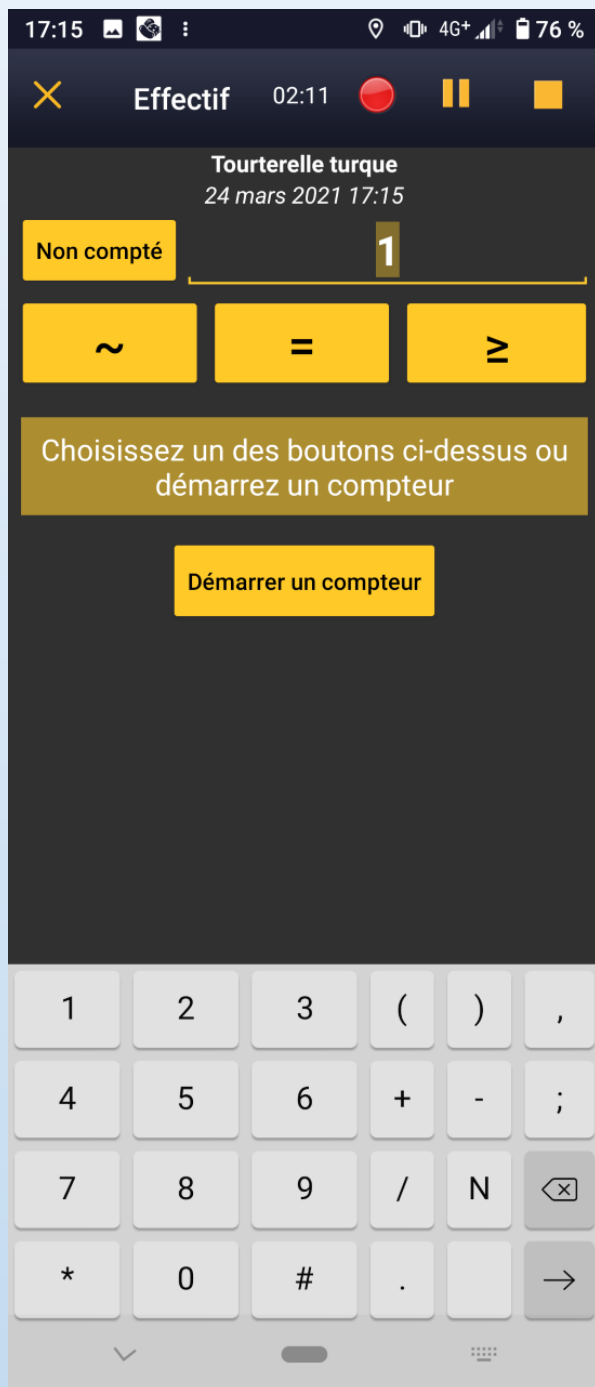 17:15 4G+ 76 %
Effectif 02:11
Tourterelle turque
24 mars 2021 17:15
Non compté 1
~ = ≥
Choisissez un des boutons ci-dessus ou
démarrez un compteur
Démarrer un compteur
1 2 3 ( ) ,
4 5 6 + - ;
7 8 9 / N
* 0 # .